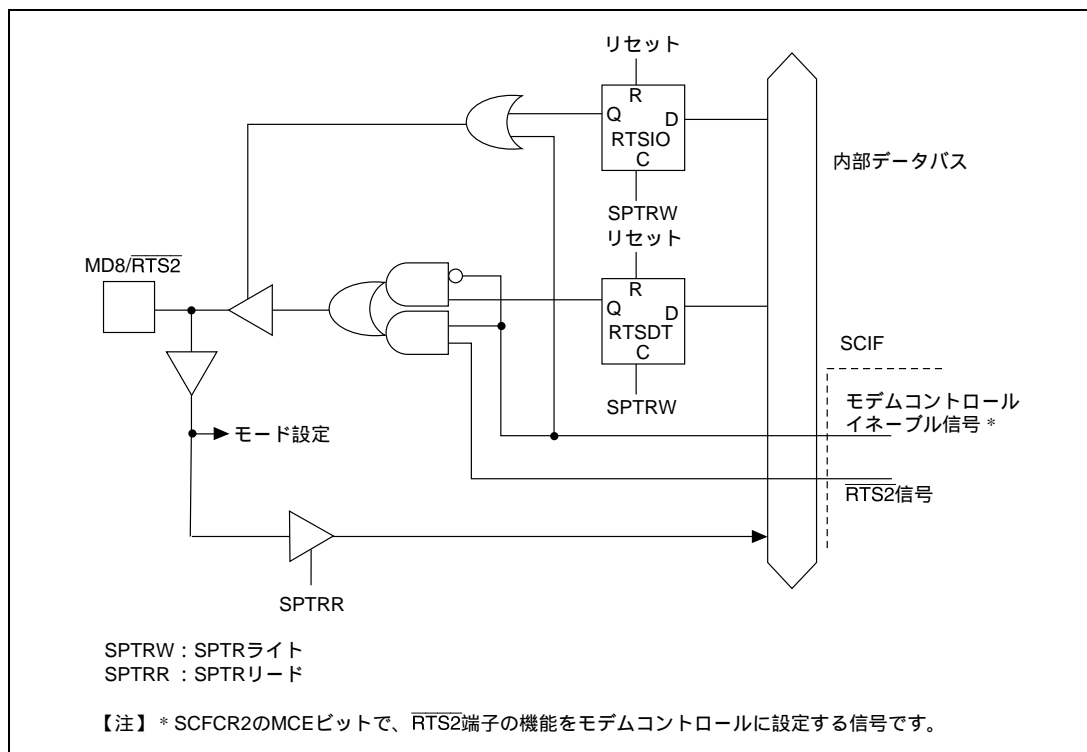 リセット
R
Q
D
RTSIO
C
内部データバス
SPTRW
リセット
MD8/RTS2
R
Q
D
RTSDT
C
SCIF
SPTRW
モデムコントロール
イネーブル信号 *
モード設定
RTS2信号
SPTRR
SPTRW : SPTRライト
SPTRR : SPTRリード
【注】 * SCFCR2のMCEビットで、RTS2端子の機能をモデムコントロールに設定する信号です。